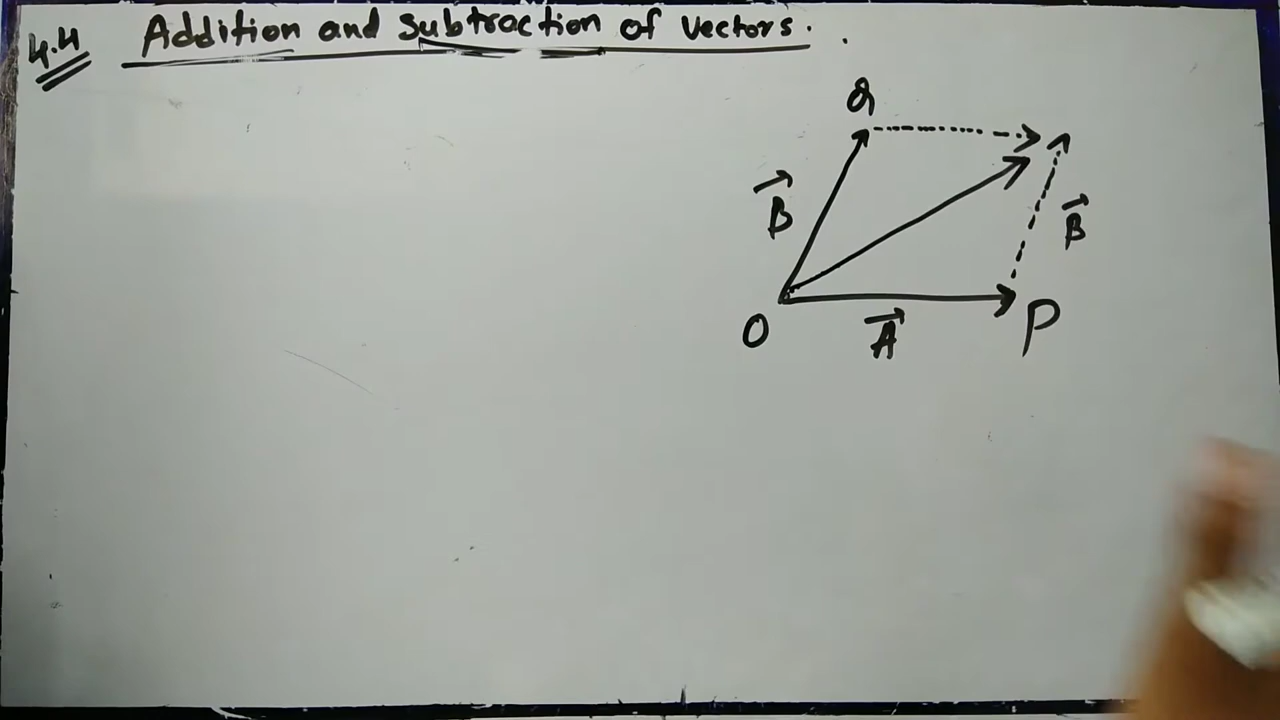 4.4 Addition and Subtraction of vectors.
Q
B⃗
B⃗
O
A⃗
P